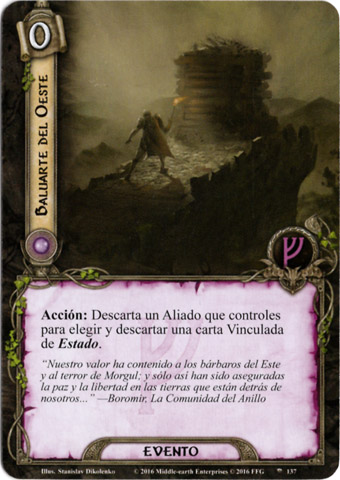 0
BALUARTE DEL OESTE
Acción: Descarta un Aliado que controles
para elegir y descartar una carta Vinculada
de Estado.
“Nuestro valor ha contenido a los bárbaros del Este
y al terror de Morgul; y sólo así han sido aseguradas
la paz y la libertad en las tierras que están detrás de
nosotros...” —Boromir, La Comunidad del Anillo
EVENTO
Illus. Stanislav Dikolenko © 2016 Middle-earth Enterprises © 2016 FFG 137